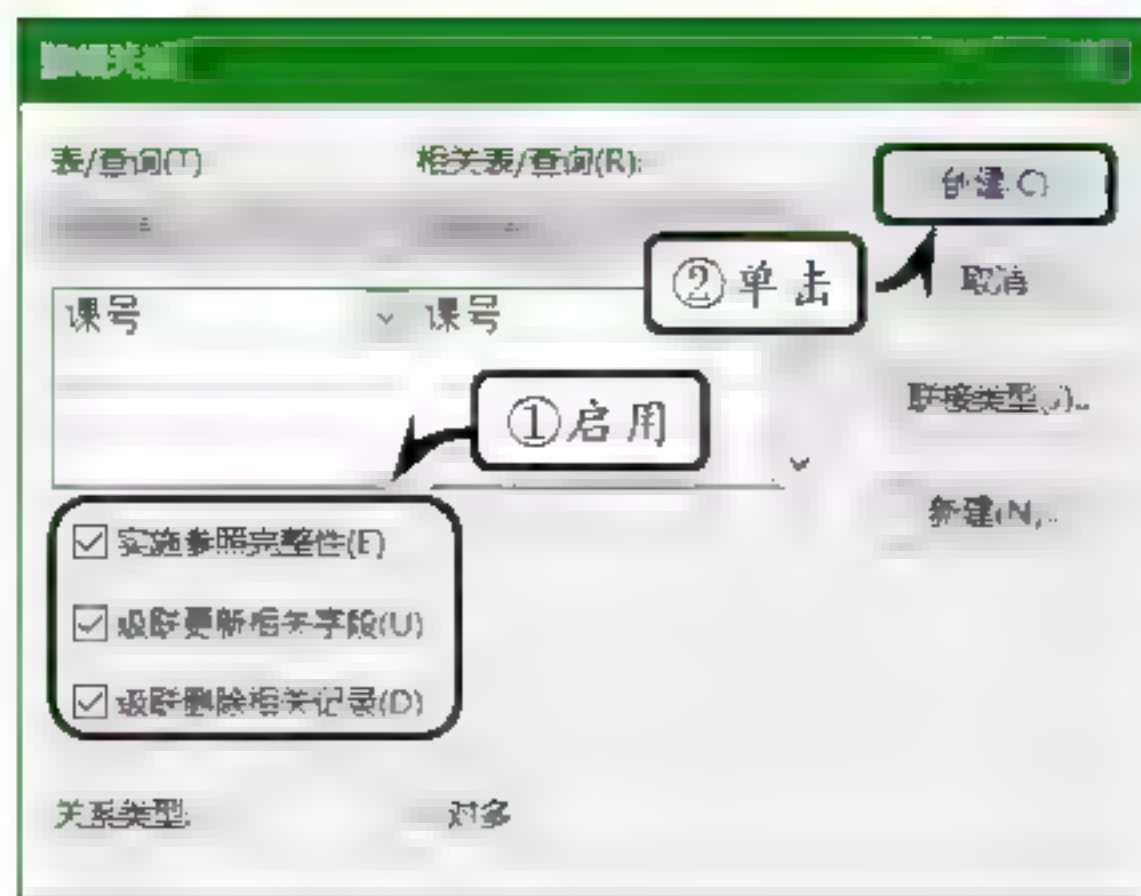 表/查询(T) 相关表/查询(R):
创建(C)
②单击
取消
课号 课号
联接类型(J)..
①启用
新建(N)..
实施参照完整性(E)
级联更新相关字段(U)
级联删除相关记录(D)
关系类型: 对多